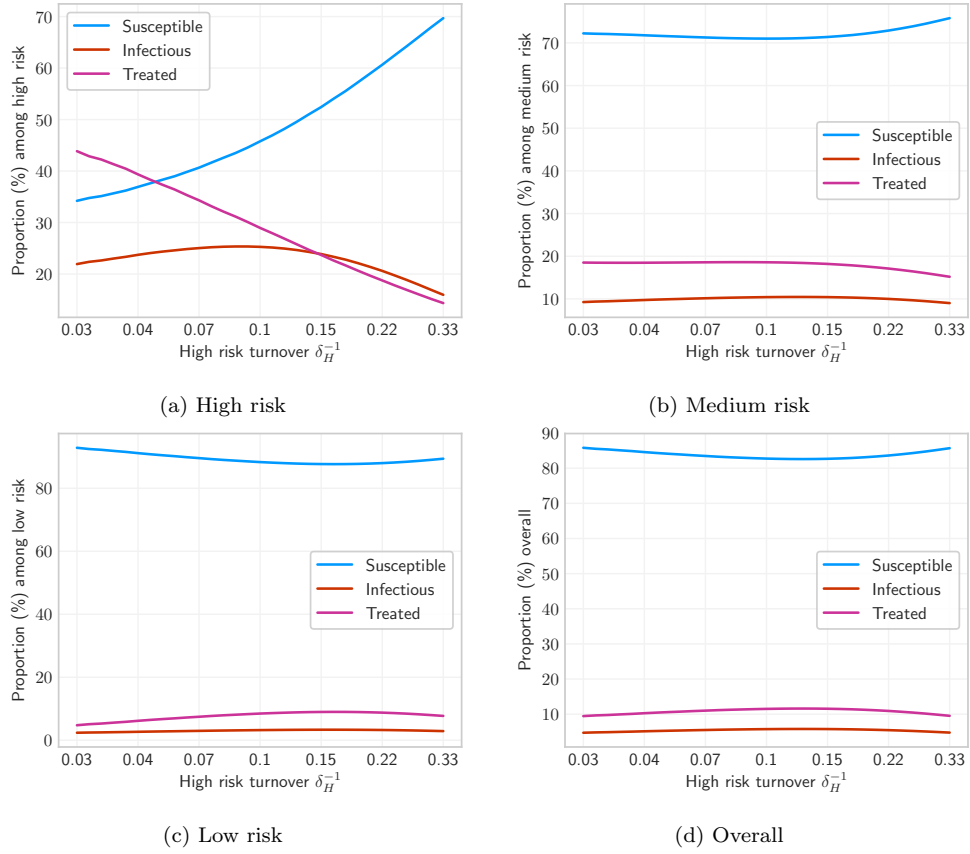 Proportion (%) among high risk
70
60
50
40
30
20
Susceptible
Infectious
Treated
0.03 0.04 0.07 0.1 0.15 0.22 0.33
High risk turnover δ_H^{-1}
(a) High risk
Proportion (%) among medium risk
70
60
50
40
30
20
10
Susceptible
Infectious
Treated
0.03 0.04 0.07 0.1 0.15 0.22 0.33
High risk turnover δ_H^{-1}
(b) Medium risk
Proportion (%) among low risk
80
60
40
20
0
Susceptible
Infectious
Treated
0.03 0.04 0.07 0.1 0.15 0.22 0.33
High risk turnover δ_H^{-1}
(c) Low risk
Proportion (%) overall
90
80
70
60
50
40
30
20
10
Susceptible
Infectious
Treated
0.03 0.04 0.07 0.1 0.15 0.22 0.33
High risk turnover δ_H^{-1}
(d) Overall